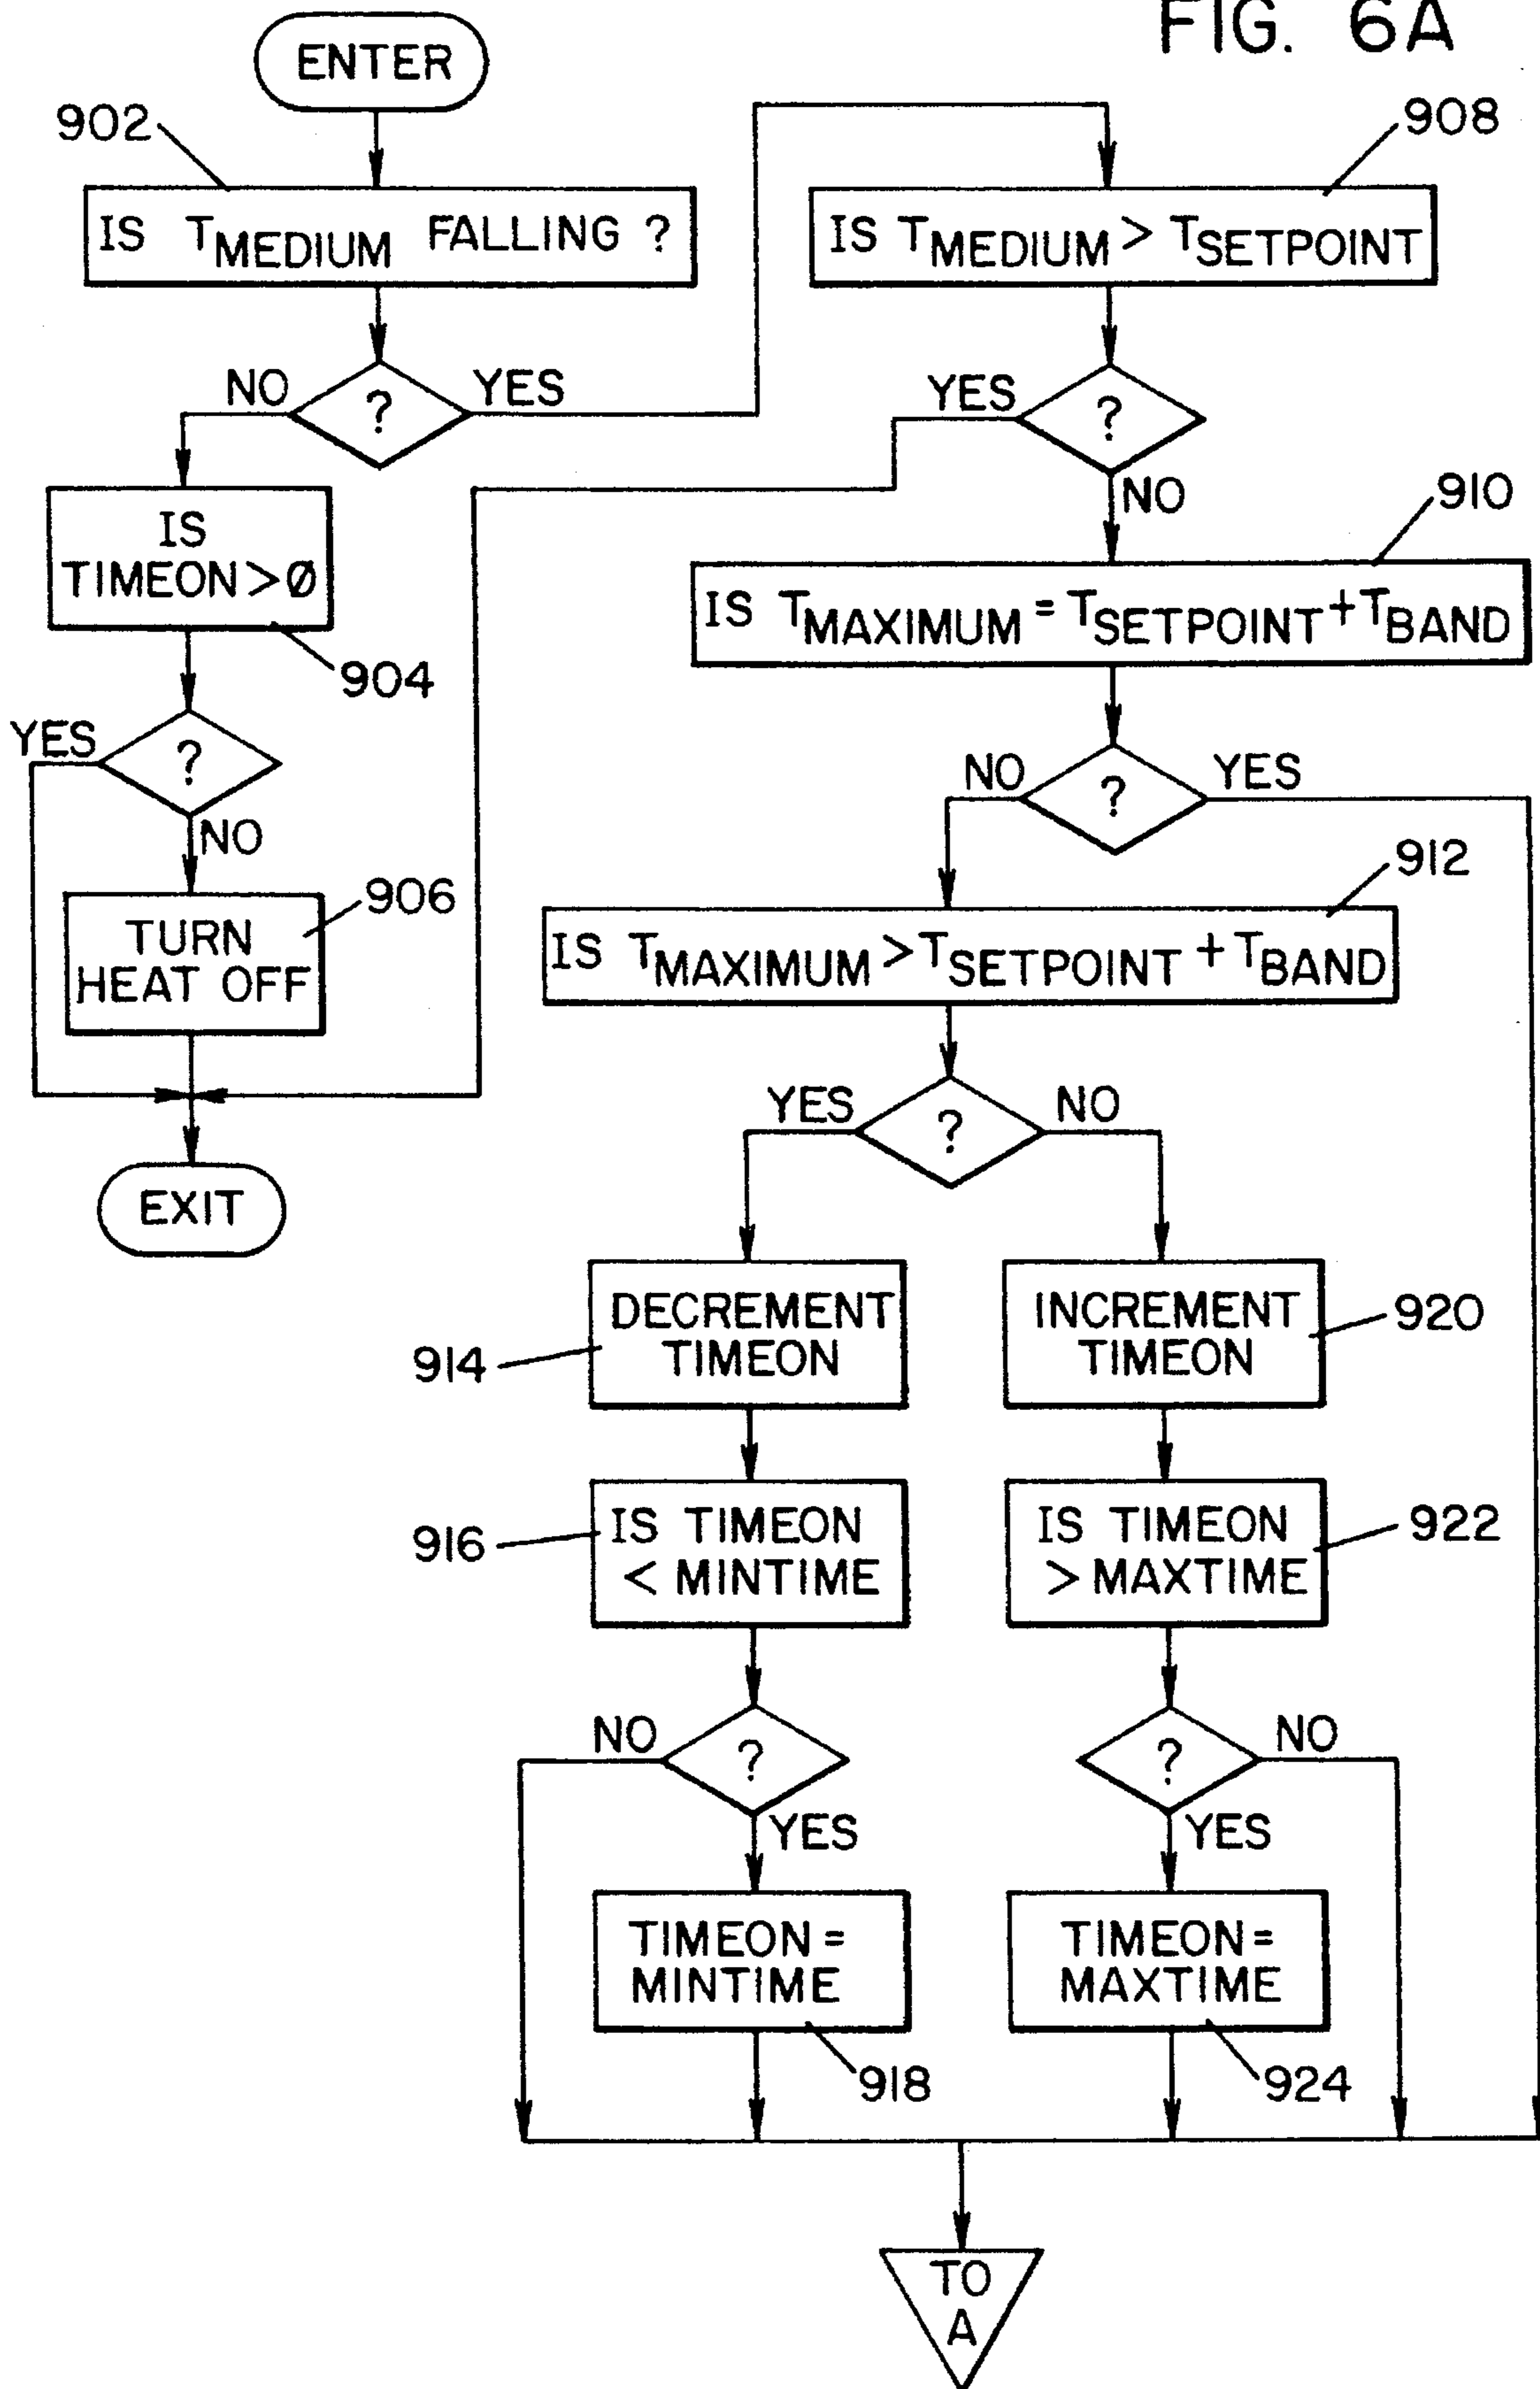 FIG. 6A
ENTER
902
IS TMEDIUM FALLING ?
?
NO
YES
908
IS TMEDIUM > TSETPOINT
?
YES
NO
IS
TIMEON > Ø
904
?
YES
NO
906
TURN
HEAT OFF
EXIT
910
IS TMAXIMUM = TSETPOINT + TBAND
?
NO
YES
912
IS TMAXIMUM > TSETPOINT + TBAND
?
YES
NO
914
DECREMENT
TIMEON
916
IS TIMEON
< MINTIME
?
NO
YES
TIMEON =
MINTIME
918
INCREMENT
TIMEON
920
IS TIMEON
> MAXTIME
922
?
NO
YES
TIMEON =
MAXTIME
924
TO
A